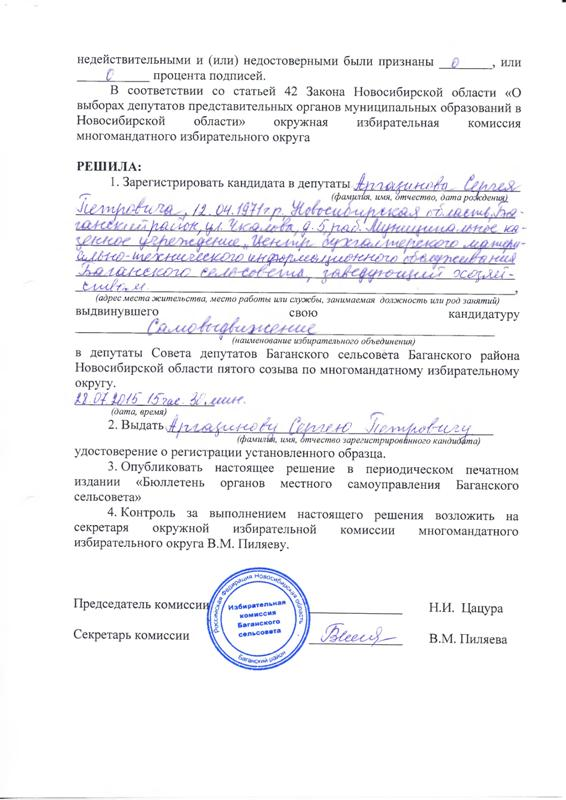 недействительными и (или) недостоверными были признаны 0, или
0 процента подписей.
В соответствии со статьей 42 Закона Новосибирской области «О
выборах депутатов представительных органов муниципальных образований в
Новосибирской области» окружная избирательная комиссия
многомандатного избирательного округа
РЕШИЛА:
1. Зарегистрировать кандидата в депутаты Аргазинова Сергея
(фамилия, имя, отчество, дата рождения)
Петровича, 12.04.1971 г.р, Новосибирская область, Ба-
ганский район, ул. Чкалова, д. 5, раб. Муниципальное ка-
зенное учреждение „Центр бухгалтерского матери-
ально-технического информационного обслуживания
Баганского сельсовета, заведующий хозяй-
ством,
(адрес места жительства, место работы или службы, занимаемая должность или род занятий)
выдвинувшего свою кандидатуру
Самовыдвижение
(наименование избирательного объединения)
в депутаты Совета депутатов Баганского сельсовета Баганского района
Новосибирской области пятого созыва по многомандатному избирательному
округу.
28.07.2015 15 час. 30 мин.
(дата, время)
2. Выдать Аргазинову Сергею Петровичу
(фамилия, имя, отчество зарегистрированного кандидата)
удостоверение о регистрации установленного образца.
3. Опубликовать настоящее решение в периодическом печатном
издании «Бюллетень органов местного самоуправления Баганского
сельсовета»
4. Контроль за выполнением настоящего решения возложить на
секретаря окружной избирательной комиссии многомандатного
избирательного округа В.М. Пиляеву.
Российская Федерация Новосибирская область
Избирательная
комиссия
Баганского
сельсовета
Баганский район
Председатель комиссии Н.И. Цацура
Секретарь комиссии В.М. Пиляева